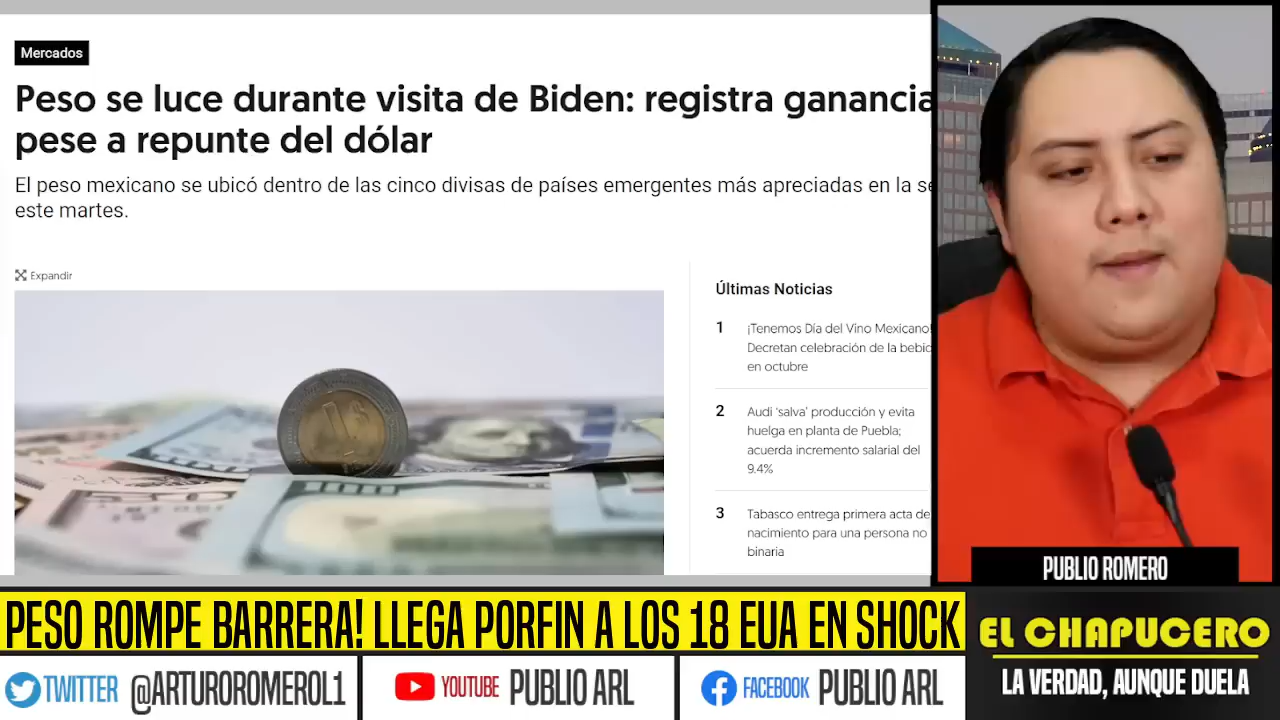 Mercados
Peso se luce durante visita de Biden: registra ganancia
pese a repunte del dólar
El peso mexicano se ubicó dentro de las cinco divisas de países emergentes más apreciadas en la se
este martes.
Expandir
Últimas Noticias
1 ¡Tenemos Día del Vino Mexicano!
Decretan celebración de la bebid
en octubre
2 Audi ‘salva’ producción y evita
huelga en planta de Puebla;
acuerda incremento salarial del
9.4%
3 Tabasco entrega primera acta de
nacimiento para una persona no
binaria
PUBLIO ROMERO
PESO ROMPE BARRERA! LLEGA PORFIN A LOS 18 EUA EN SHOCK
EL CHAPUCERO
LA VERDAD, AUNQUE DUELA
TWITTER @ARTUROROMEROL1
YOUTUBE PUBLIO ARL
FACEBOOK PUBLIO ARL